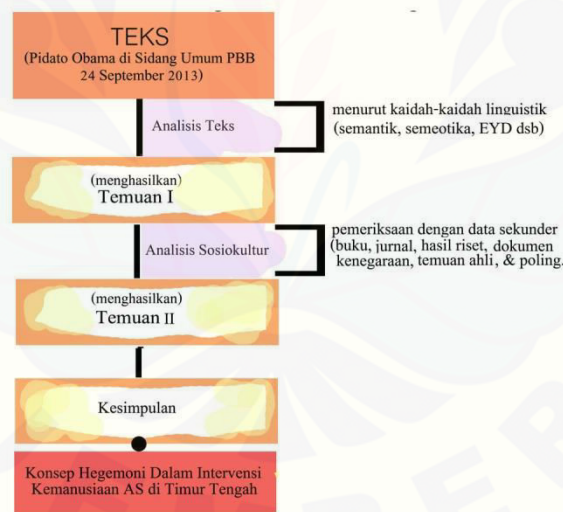 TEKS
(Pidato Obama di Sidang Umum PBB
24 September 2013)
Analisis Teks
menurut kaidah-kaidah linguistik
(semantik, semeotika, EYD dsb)
(menghasilkan)
Temuan I
Analisis Sosiokultur
pemeriksaan dengan data sekunder
(buku, jurnal, hasil riset, dokumen
kenegaraan, temuan ahli, & poling.
(menghasilkan)
Temuan II
Kesimpulan
Konsep Hegemoni Dalam Intervensi
Kemanusiaan AS di Timur Tengah